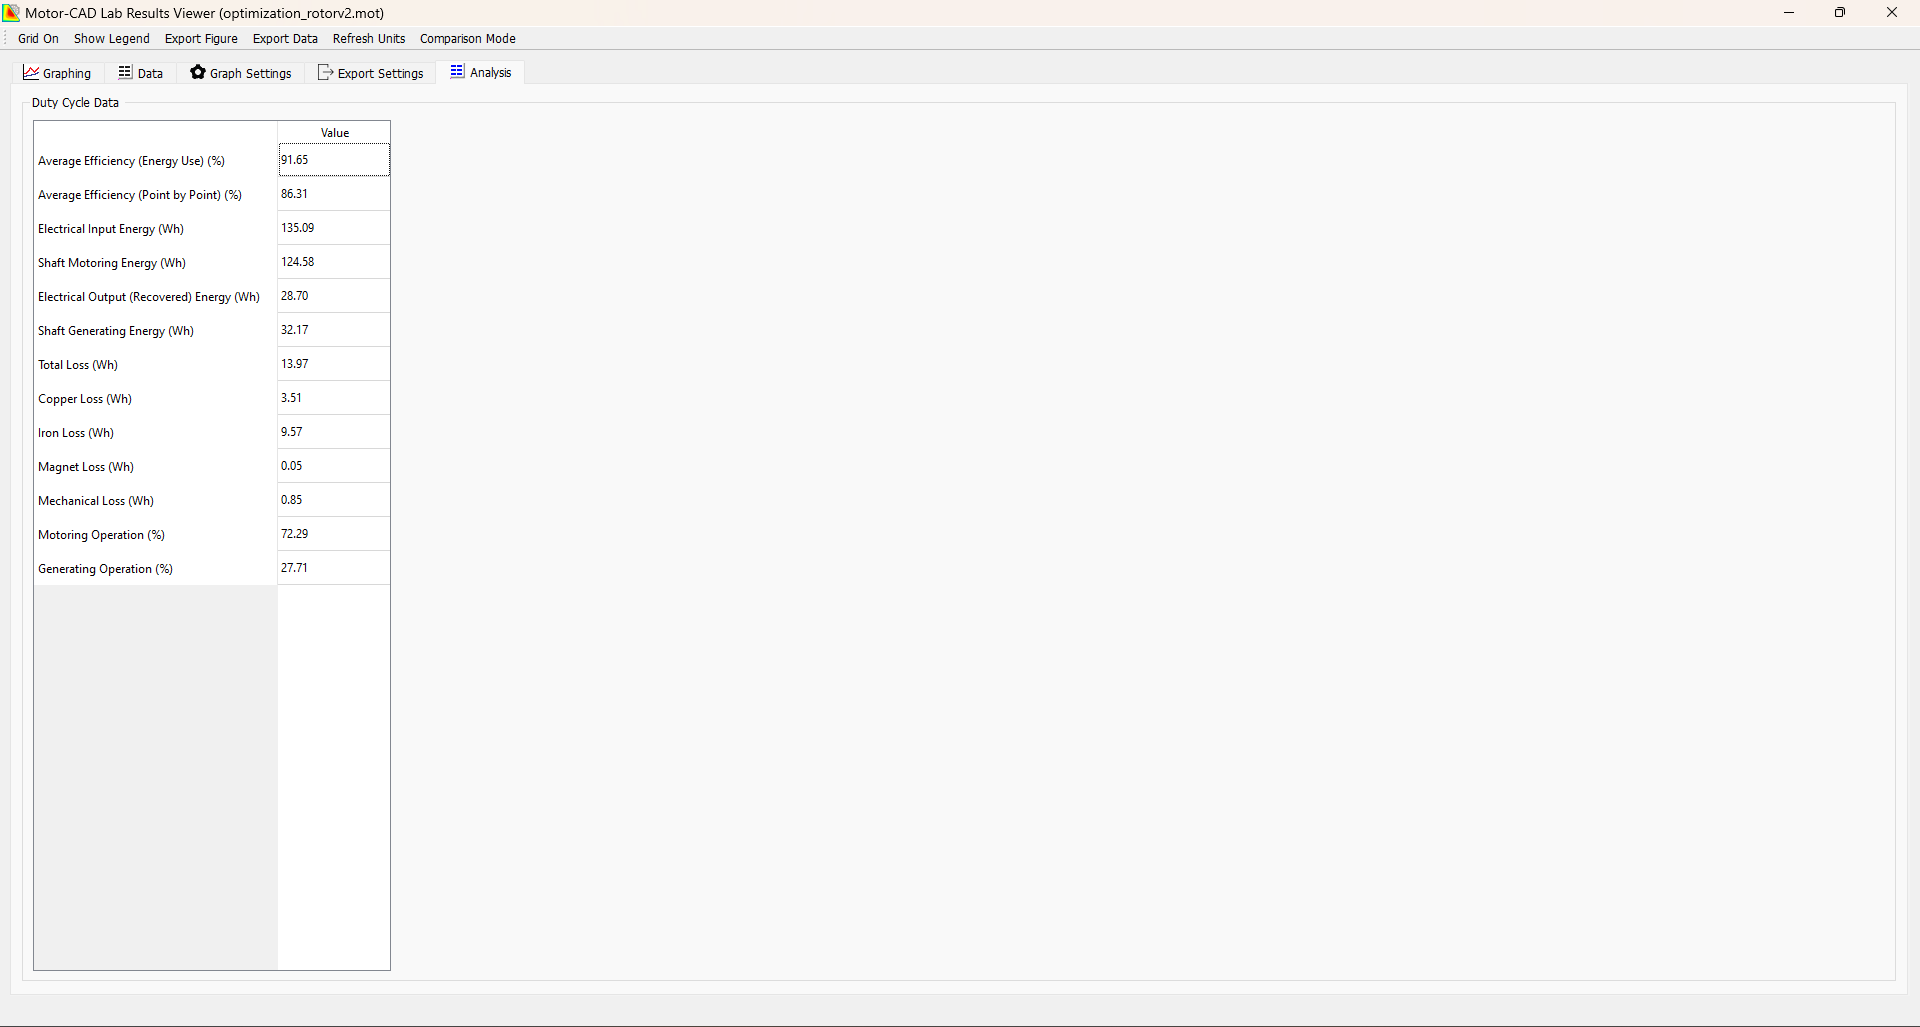 Motor-CAD Lab Results Viewer (optimization_rotorv2.mot)
Grid On Show Legend Export Figure Export Data Refresh Units Comparison Mode
Graphing Data Graph Settings Export Settings Analysis
Duty Cycle Data
Value
Average Efficiency (Energy Use) (%) 91.65
Average Efficiency (Point by Point) (%) 86.31
Electrical Input Energy (Wh) 135.09
Shaft Motoring Energy (Wh) 124.58
Electrical Output (Recovered) Energy (Wh) 28.70
Shaft Generating Energy (Wh) 32.17
Total Loss (Wh) 13.97
Copper Loss (Wh) 3.51
Iron Loss (Wh) 9.57
Magnet Loss (Wh) 0.05
Mechanical Loss (Wh) 0.85
Motoring Operation (%) 72.29
Generating Operation (%) 27.71